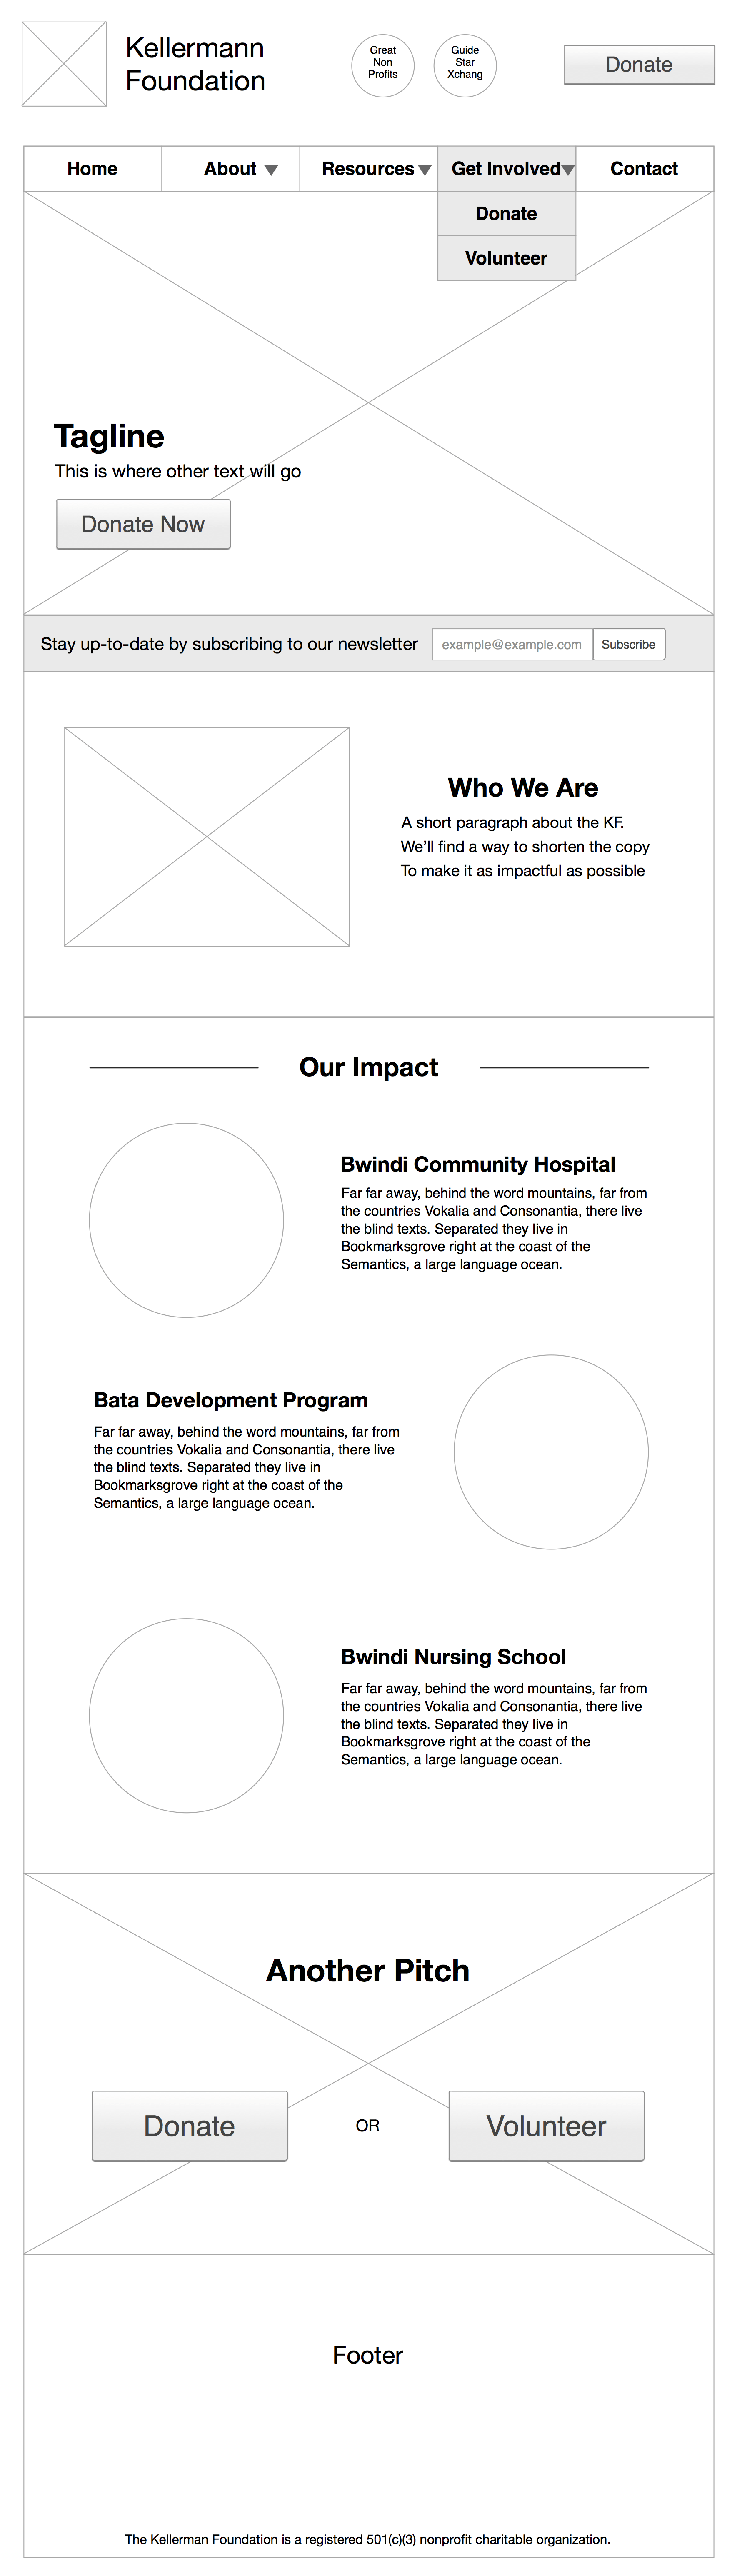 Kellermann
Foundation
Great
Non
Profits
Guide
Star
Xchang
Donate
Home
About
Resources
Get Involved
Contact
Donate
Volunteer
Tagline
This is where other text will go
Donate Now
Stay up-to-date by subscribing to our newsletter
example@example.com
Subscribe
Who We Are
A short paragraph about the KF.
We'll find a way to shorten the copy
To make it as impactful as possible
Our Impact
Bwindi Community Hospital
Far far away, behind the word mountains, far from
the countries Vokalia and Consonantia, there live
the blind texts. Separated they live in
Bookmarksgrove right at the coast of the
Semantics, a large language ocean.
Bata Development Program
Far far away, behind the word mountains, far from
the countries Vokalia and Consonantia, there live
the blind texts. Separated they live in
Bookmarksgrove right at the coast of the
Semantics, a large language ocean.
Bwindi Nursing School
Far far away, behind the word mountains, far from
the countries Vokalia and Consonantia, there live
the blind texts. Separated they live in
Bookmarksgrove right at the coast of the
Semantics, a large language ocean.
Another Pitch
Donate
OR
Volunteer
Footer
The Kellerman Foundation is a registered 501(c)(3) nonprofit charitable organization.